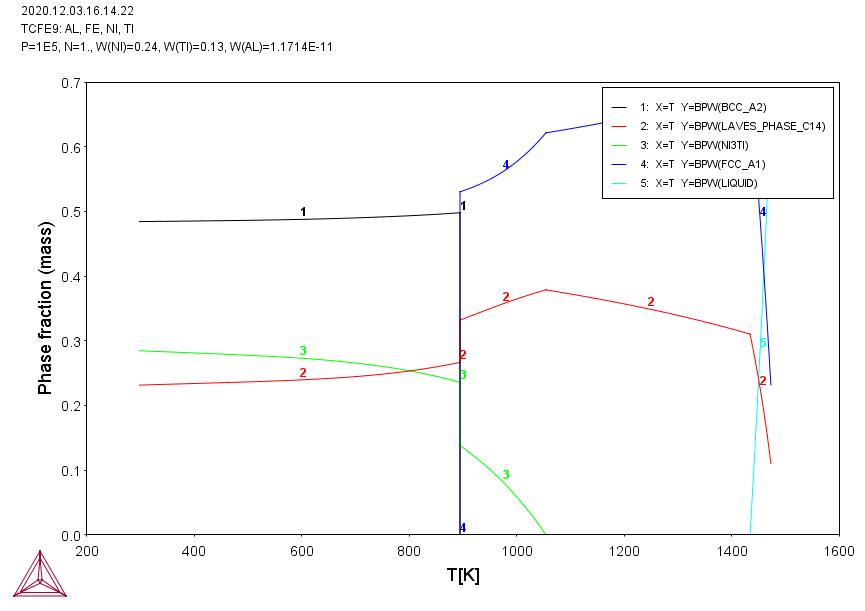 2020.12.03.16.14.22
TCFE9: AL, FE, NI, TI
P=1E5, N=1., W(NI)=0.24, W(TI)=0.13, W(AL)=1.1714E-11
1: X=T Y=BPW(BCC_A2)
2: X=T Y=BPW(LAVES_PHASE_C14)
3: X=T Y=BPW(NI3TI)
4: X=T Y=BPW(FCC_A1)
5: X=T Y=BPW(LIQUID)
Phase fraction (mass)
0.7
0.6
0.5
0.4
0.3
0.2
0.1
0.0
1
3
2
1
2
3
4
4
2
3
2
4
5
2
200 400 600 800 1000 1200 1400 1600
T[K]